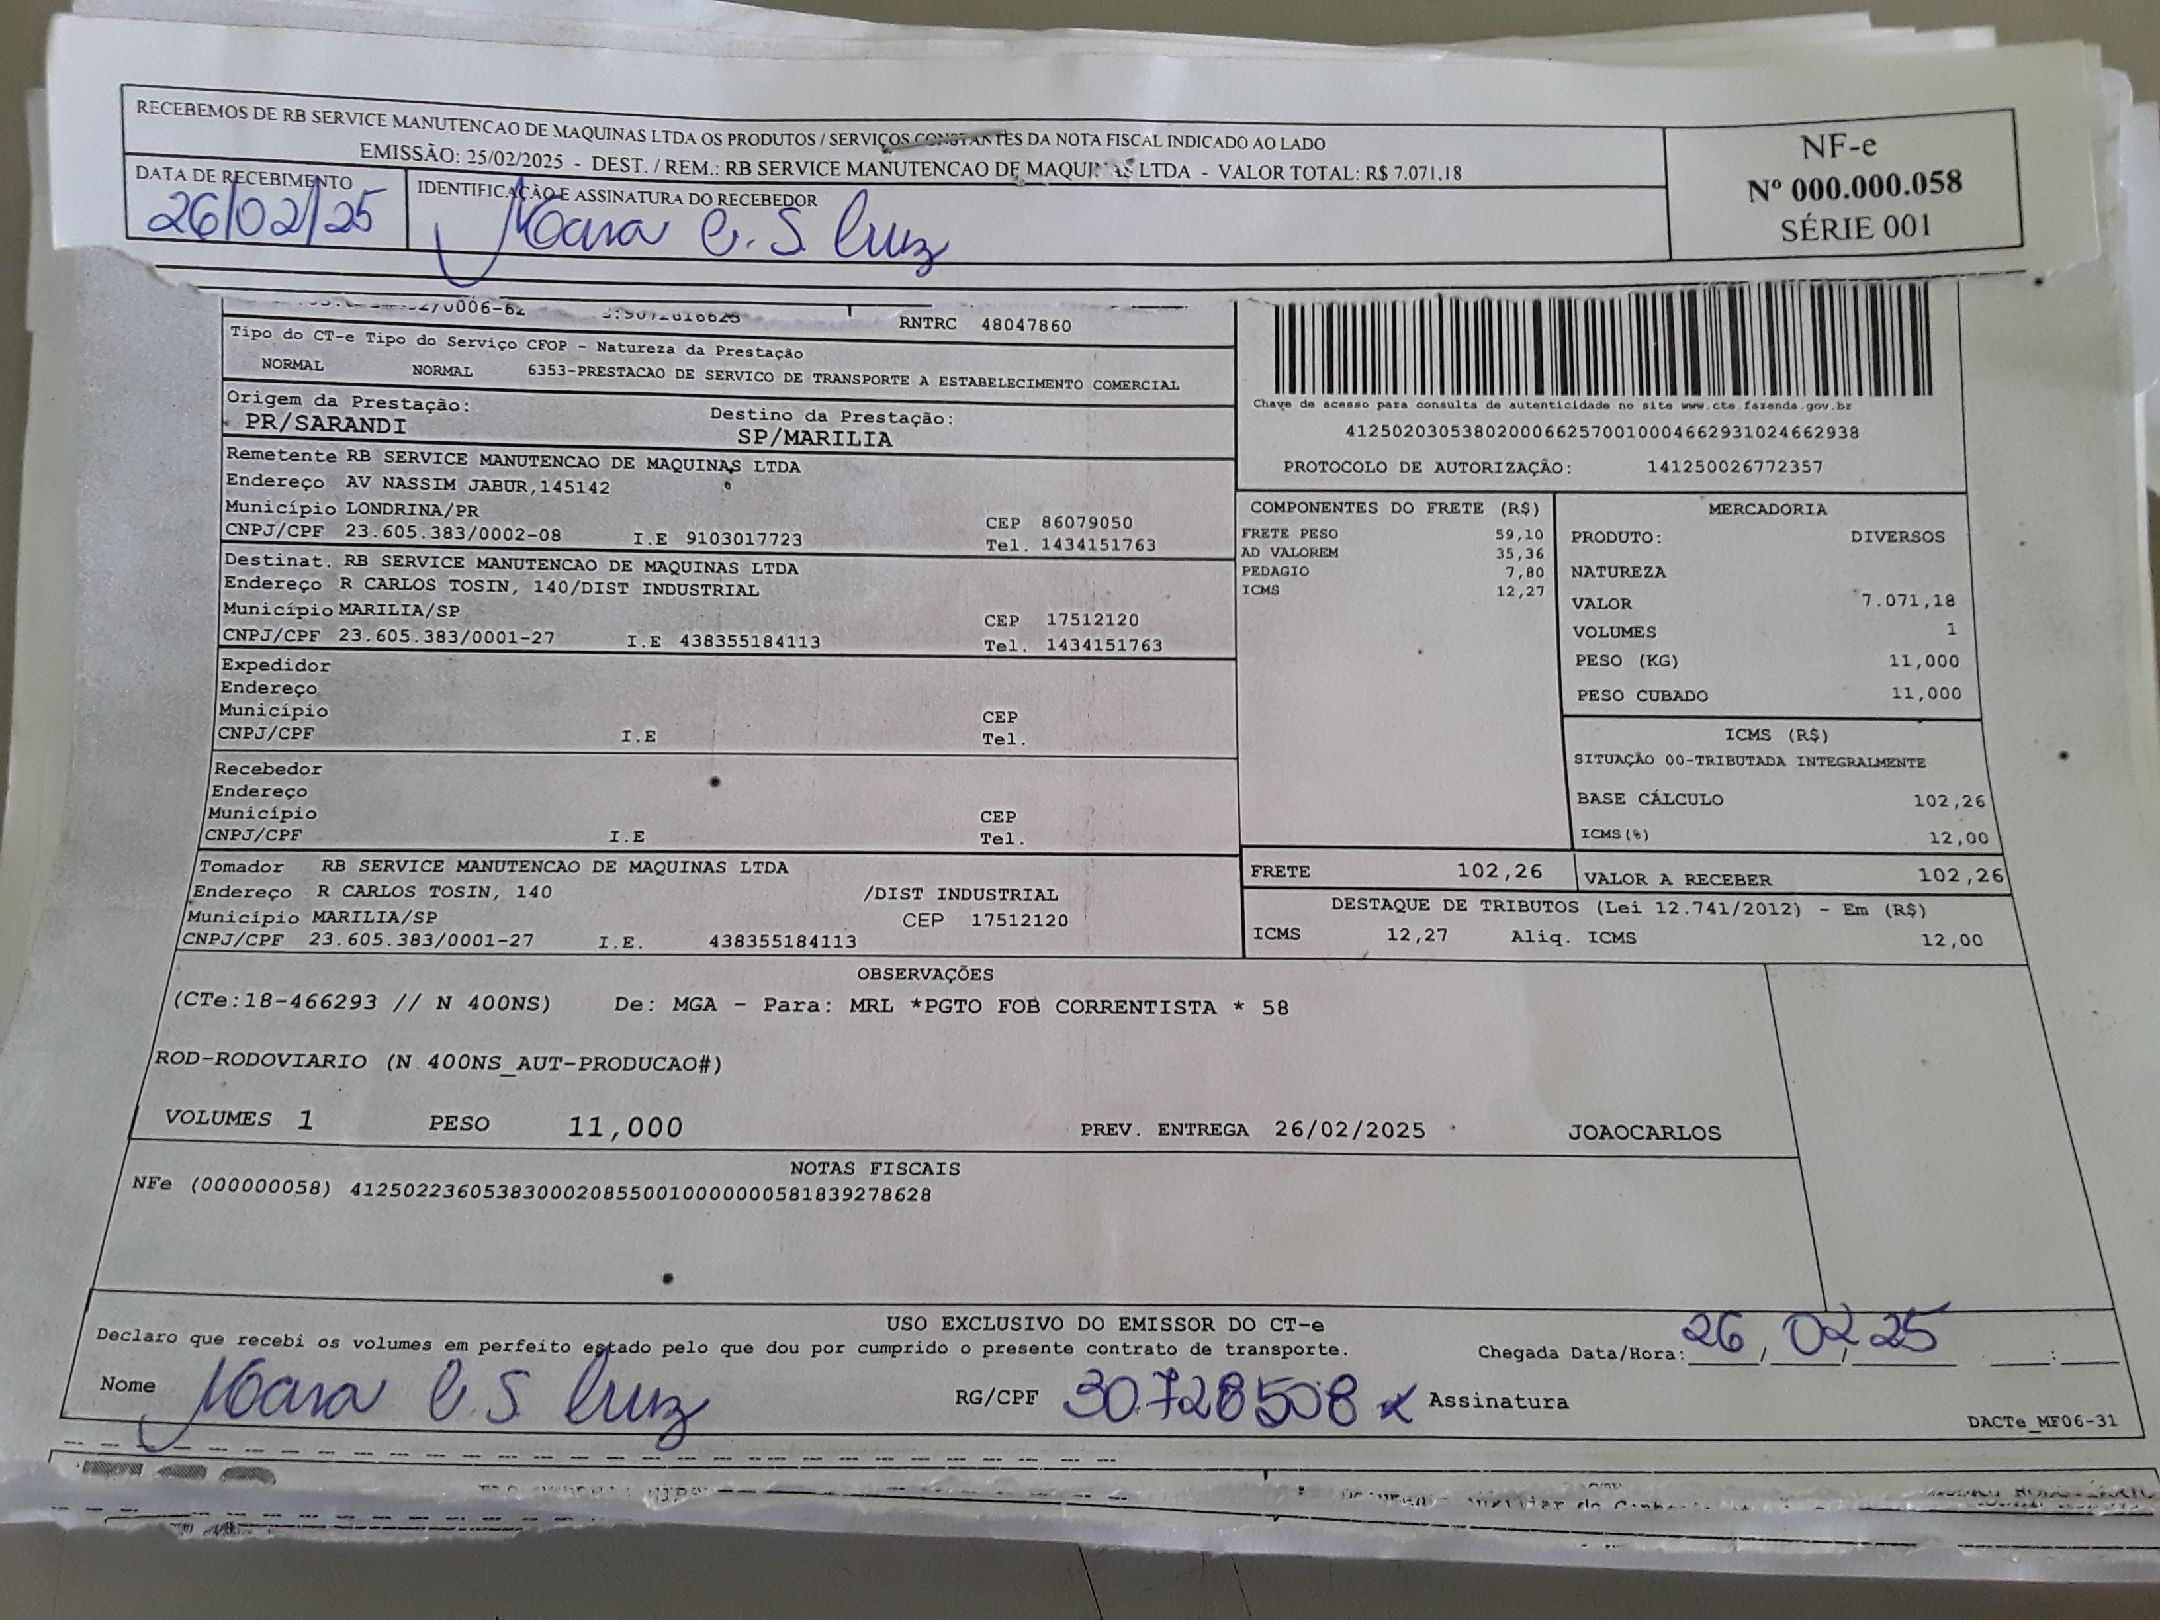 RECEBEMOS DE RB SERVICE MANUTENCAO DE MAQUINAS LTDA OS PRODUTOS / SERVIÇOS CONSTANTES DA NOTA FISCAL INDICADO AO LADO
EMISSÃO: 25/02/2025 - DEST. / REM.: RB SERVICE MANUTENCAO DE MAQUINAS LTDA - VALOR TOTAL: R$ 7.071,18
NF-e
Nº 000.000.058
SÉRIE 001
DATA DE RECEBIMENTO
26/02/25
IDENTIFICAÇÃO E ASSINATURA DO RECEBEDOR
C. S. Luz
/0006-62
RNTRC 48047860
Tipo do CT-e Tipo do Serviço CFOP - Natureza da Prestação
NORMAL NORMAL 6353-PRESTACAO DE SERVICO DE TRANSPORTE A ESTABELECIMENTO COMERCIAL
Origem da Prestação: Destino da Prestação:
PR/SARANDI SP/MARILIA
Remetente RB SERVICE MANUTENCAO DE MAQUINAS LTDA
Endereço AV NASSIM JABUR,145142
Município LONDRINA/PR CEP 86079050
CNPJ/CPF 23.605.383/0002-08 I.E 9103017723 Tel. 1434151763
Destinat. RB SERVICE MANUTENCAO DE MAQUINAS LTDA
Endereço R CARLOS TOSIN, 140/DIST INDUSTRIAL
Município MARILIA/SP CEP 17512120
CNPJ/CPF 23.605.383/0001-27 I.E 438355184113 Tel. 1434151763
Expedidor
Endereço
Município CEP
CNPJ/CPF I.E Tel.
Recebedor
Endereço
Município CEP
CNPJ/CPF I.E Tel.
Tomador RB SERVICE MANUTENCAO DE MAQUINAS LTDA
Endereço R CARLOS TOSIN, 140 /DIST INDUSTRIAL
Município MARILIA/SP CEP 17512120
CNPJ/CPF 23.605.383/0001-27 I.E. 438355184113
Chave de acesso para consulta de autenticidade no site www.cte.fazenda.gov.br
41250203053802000662570010004662931024662938
PROTOCOLO DE AUTORIZAÇÃO: 141250026772357
COMPONENTES DO FRETE (R$)
FRETE PESO 59,10
AD VALOREM 35,36
PEDAGIO 7,80
ICMS 12,27
MERCADORIA
PRODUTO: DIVERSOS
NATUREZA
VALOR 7.071,18
VOLUMES 1
PESO (KG) 11,000
PESO CUBADO 11,000
ICMS (R$)
SITUAÇÃO 00-TRIBUTADA INTEGRALMENTE
BASE CÁLCULO 102,26
ICMS(%) 12,00
FRETE 102,26 VALOR A RECEBER 102,26
DESTAQUE DE TRIBUTOS (Lei 12.741/2012) - Em (R$)
ICMS 12,27 Aliq. ICMS 12,00
OBSERVAÇÕES
(CTe:18-466293 // N 400NS) De: MGA - Para: MRL *PGTO FOB CORRENTISTA * 58
ROD-RODOVIARIO (N 400NS_AUT-PRODUCAO#)
VOLUMES 1 PESO 11,000 PREV. ENTREGA 26/02/2025 JOAOCARLOS
NOTAS FISCAIS
NFe (000000058) 41250223605383000208550010000000581839278628
USO EXCLUSIVO DO EMISSOR DO CT-e
Declaro que recebi os volumes em perfeito estado pelo que dou por cumprido o presente contrato de transporte.
Chegada Data/Hora: 26/02/25 :
Nome C. S. Luz RG/CPF 30.728508 x Assinatura
DACTe_MF06-31